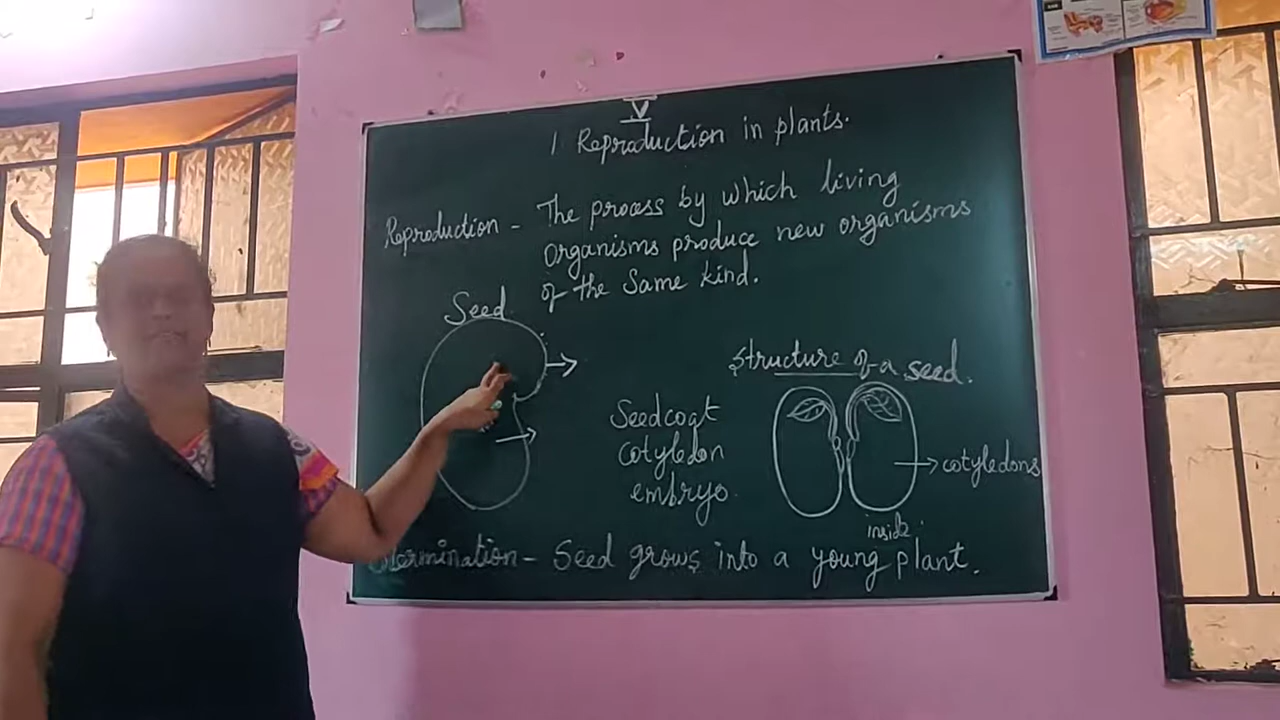 V
1 Reproduction in plants.
Reproduction - The process by which living
organisms produce new organisms
of the same kind.
Seed
Structure of a seed.
Seedcoat
cotyledon
embryo.
cotyledons
inside
Germination - Seed grows into a young plant.